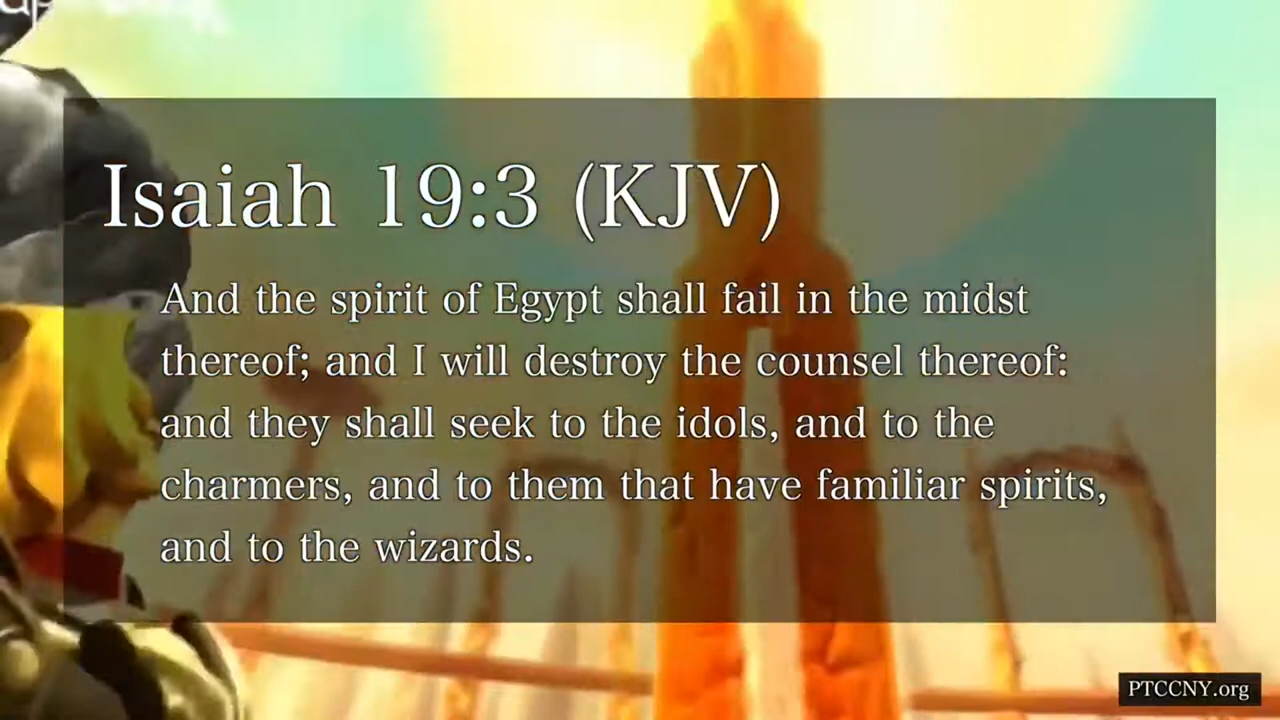 Isaiah 19:3 (KJV)
And the spirit of Egypt shall fail in the midst
thereof; and I will destroy the counsel thereof:
and they shall seek to the idols, and to the
charmers, and to them that have familiar spirits,
and to the wizards.
PTCCNY.org